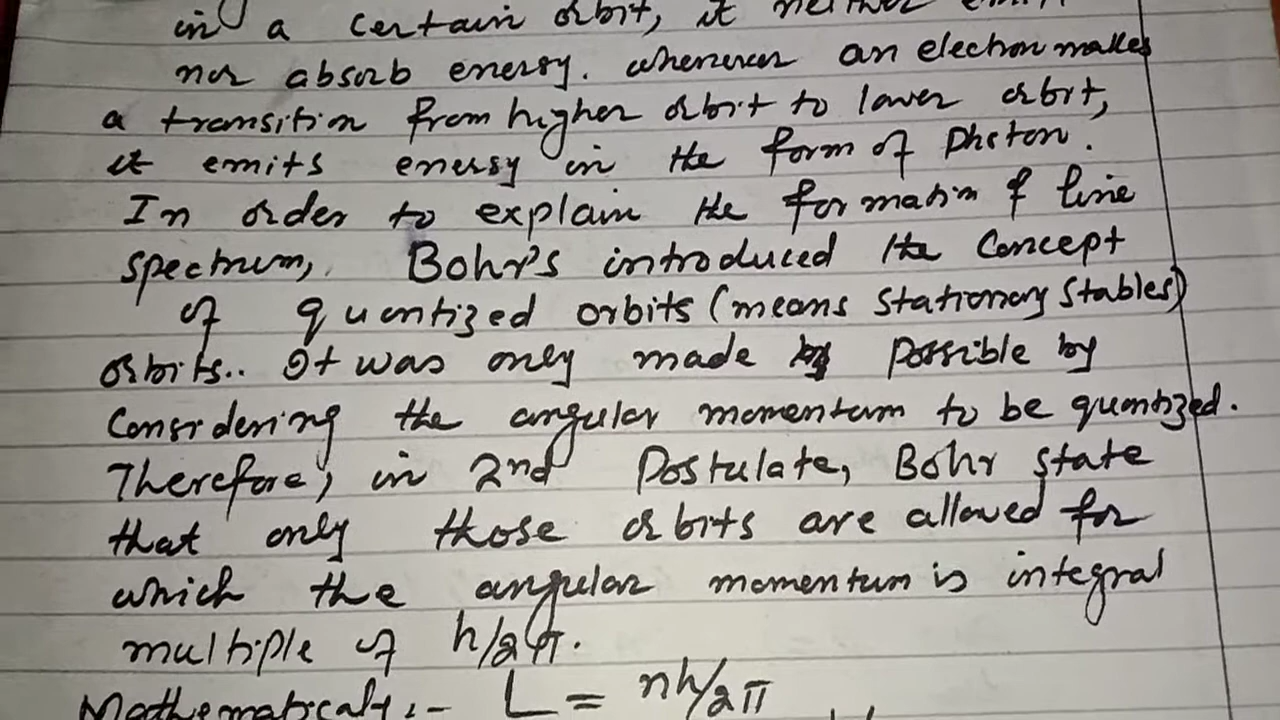 in a certain orbit, it neither emit
nor absorb energy. whenever an electron makes
a transition from higher orbit to lower orbit,
it emits energy in the form of Photon.
In order to explain the formation of line
spectrum, Bohr's introduced the Concept
of quantized orbits (means Stationary Stables)
orbits.. It was only made by Possible by
Considering the angular momentum to be quantized.
Therefore, in 2nd Postulate, Bohr state
that only those orbits are allowed for
which the angular momentum is integral
multiple of h/2π.
Mathematically:- L = nh/2π